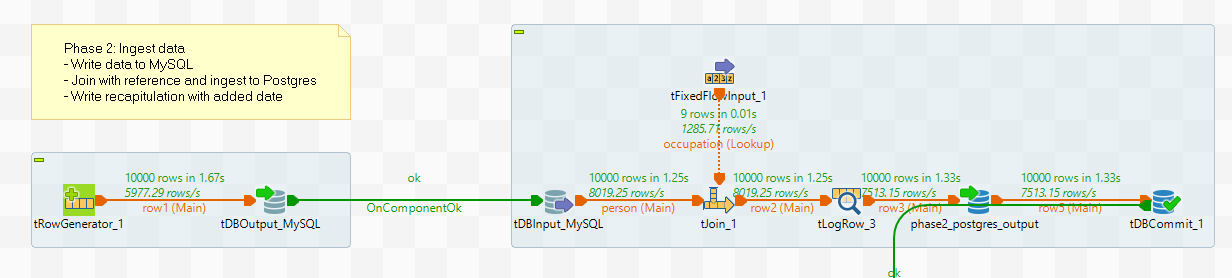 Phase 2: Ingest data
- Write data to MySQL
- Join with reference and ingest to Postgres
- Write recapitulation with added date
tFixedFlowInput_1
9 rows in 0.01s
1285.71 rows/s
occupation (Lookup)
10000 rows in 1.67s
5977.29 rows/s
row1 (Main)
tRowGenerator_1
tDBOutput_MySQL
ok
OnComponentOk
10000 rows in 1.25s
8019.25 rows/s
person (Main)
tDBInput_MySQL
tJoin_1
10000 rows in 1.25s
8019.25 rows/s
row2 (Main)
tLogRow_3
10000 rows in 1.33s
7513.15 rows/s
row3 (Main)
phase2_postgres_output
10000 rows in 1.33s
7513.15 rows/s
row5 (Main)
tDBCommit_1
ok